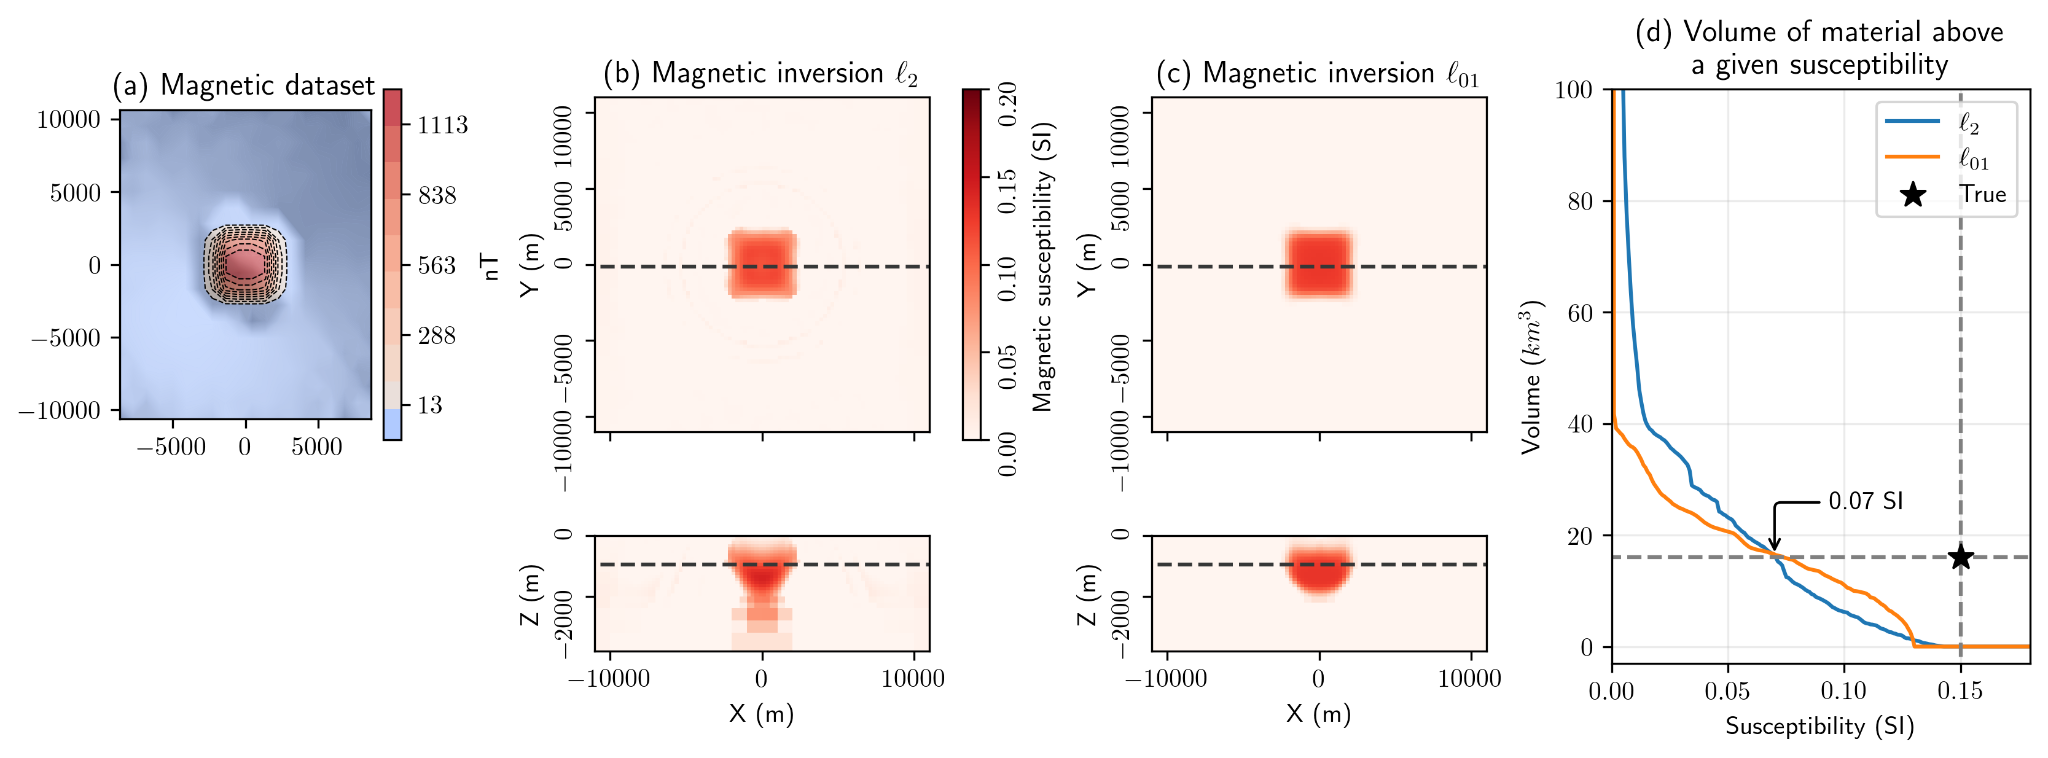 (a) Magnetic dataset
10000
5000
0
−5000
−10000
−5000 0 5000
1113
838
563
288
13
nT
(b) Magnetic inversion ℓ2
10000
5000
0
−5000
−10000
Y (m)
0.20
0.15
0.10
0.05
0.00
Magnetic susceptibility (SI)
0
−2000
Z (m)
−10000 0 10000
X (m)
(c) Magnetic inversion ℓ01
10000
5000
0
−5000
−10000
Y (m)
0
−2000
Z (m)
−10000 0 10000
X (m)
(d) Volume of material above
a given susceptibility
100
80
60
40
20
0
Volume (km³)
ℓ2
ℓ01
True
0.07 SI
0.00 0.05 0.10 0.15
Susceptibility (SI)